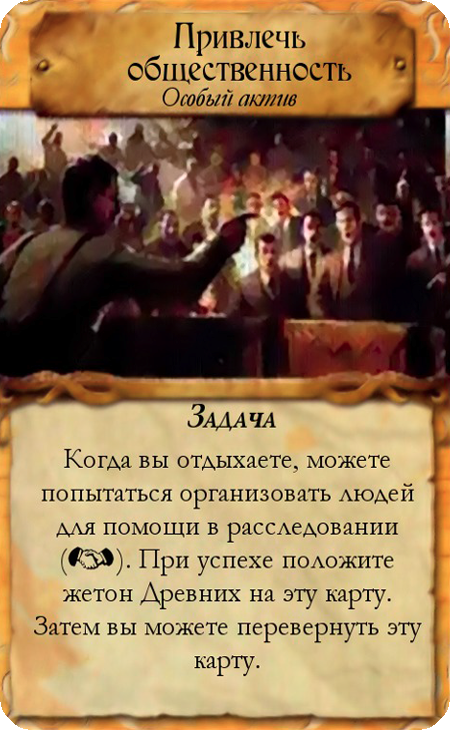 Привлечь
общественность
Особый актив
Задача
Когда вы отдыхаете, можете
попытаться организовать людей
для помощи в расследовании
(). При успехе положите
жетон Древних на эту карту.
Затем вы можете перевернуть эту
карту.